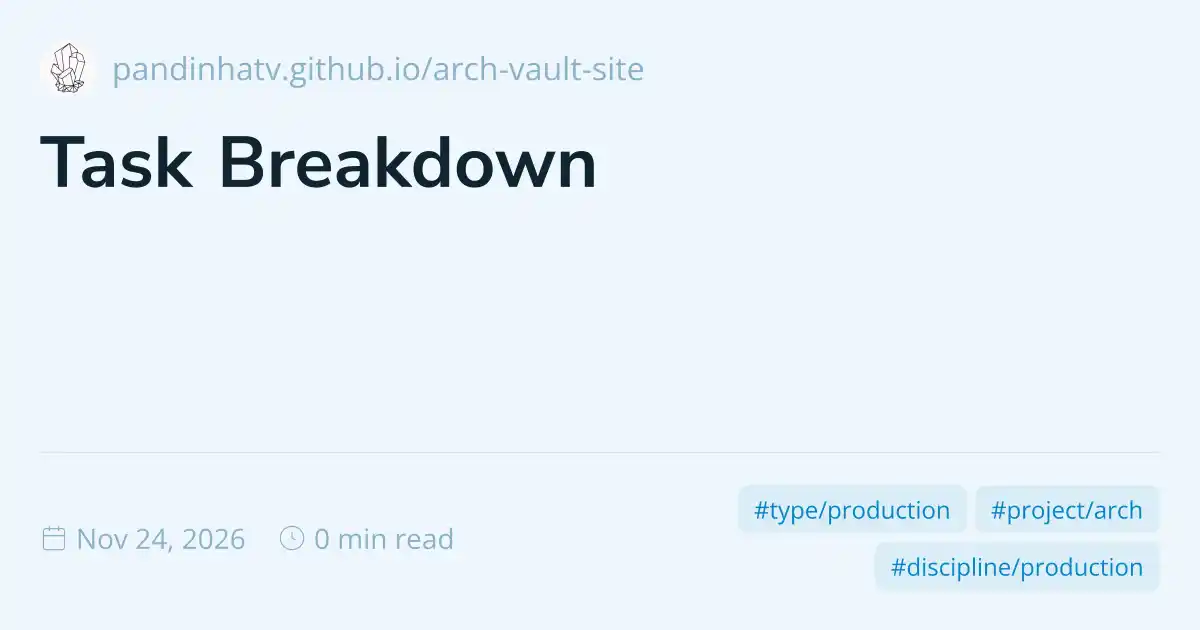 pandinhatv.github.io/arch-vault-site
Task Breakdown
Nov 24, 2026
0 min read
#type/production
#project/arch
#discipline/production